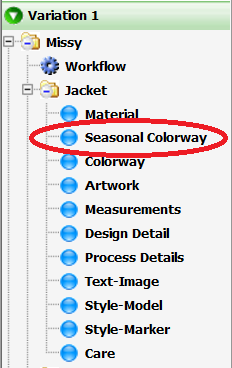 Variation 1
Missy
Workflow
Jacket
Material
Seasonal Colorway
Colorway
Artwork
Measurements
Design Detail
Process Details
Text-Image
Style-Model
Style-Marker
Care